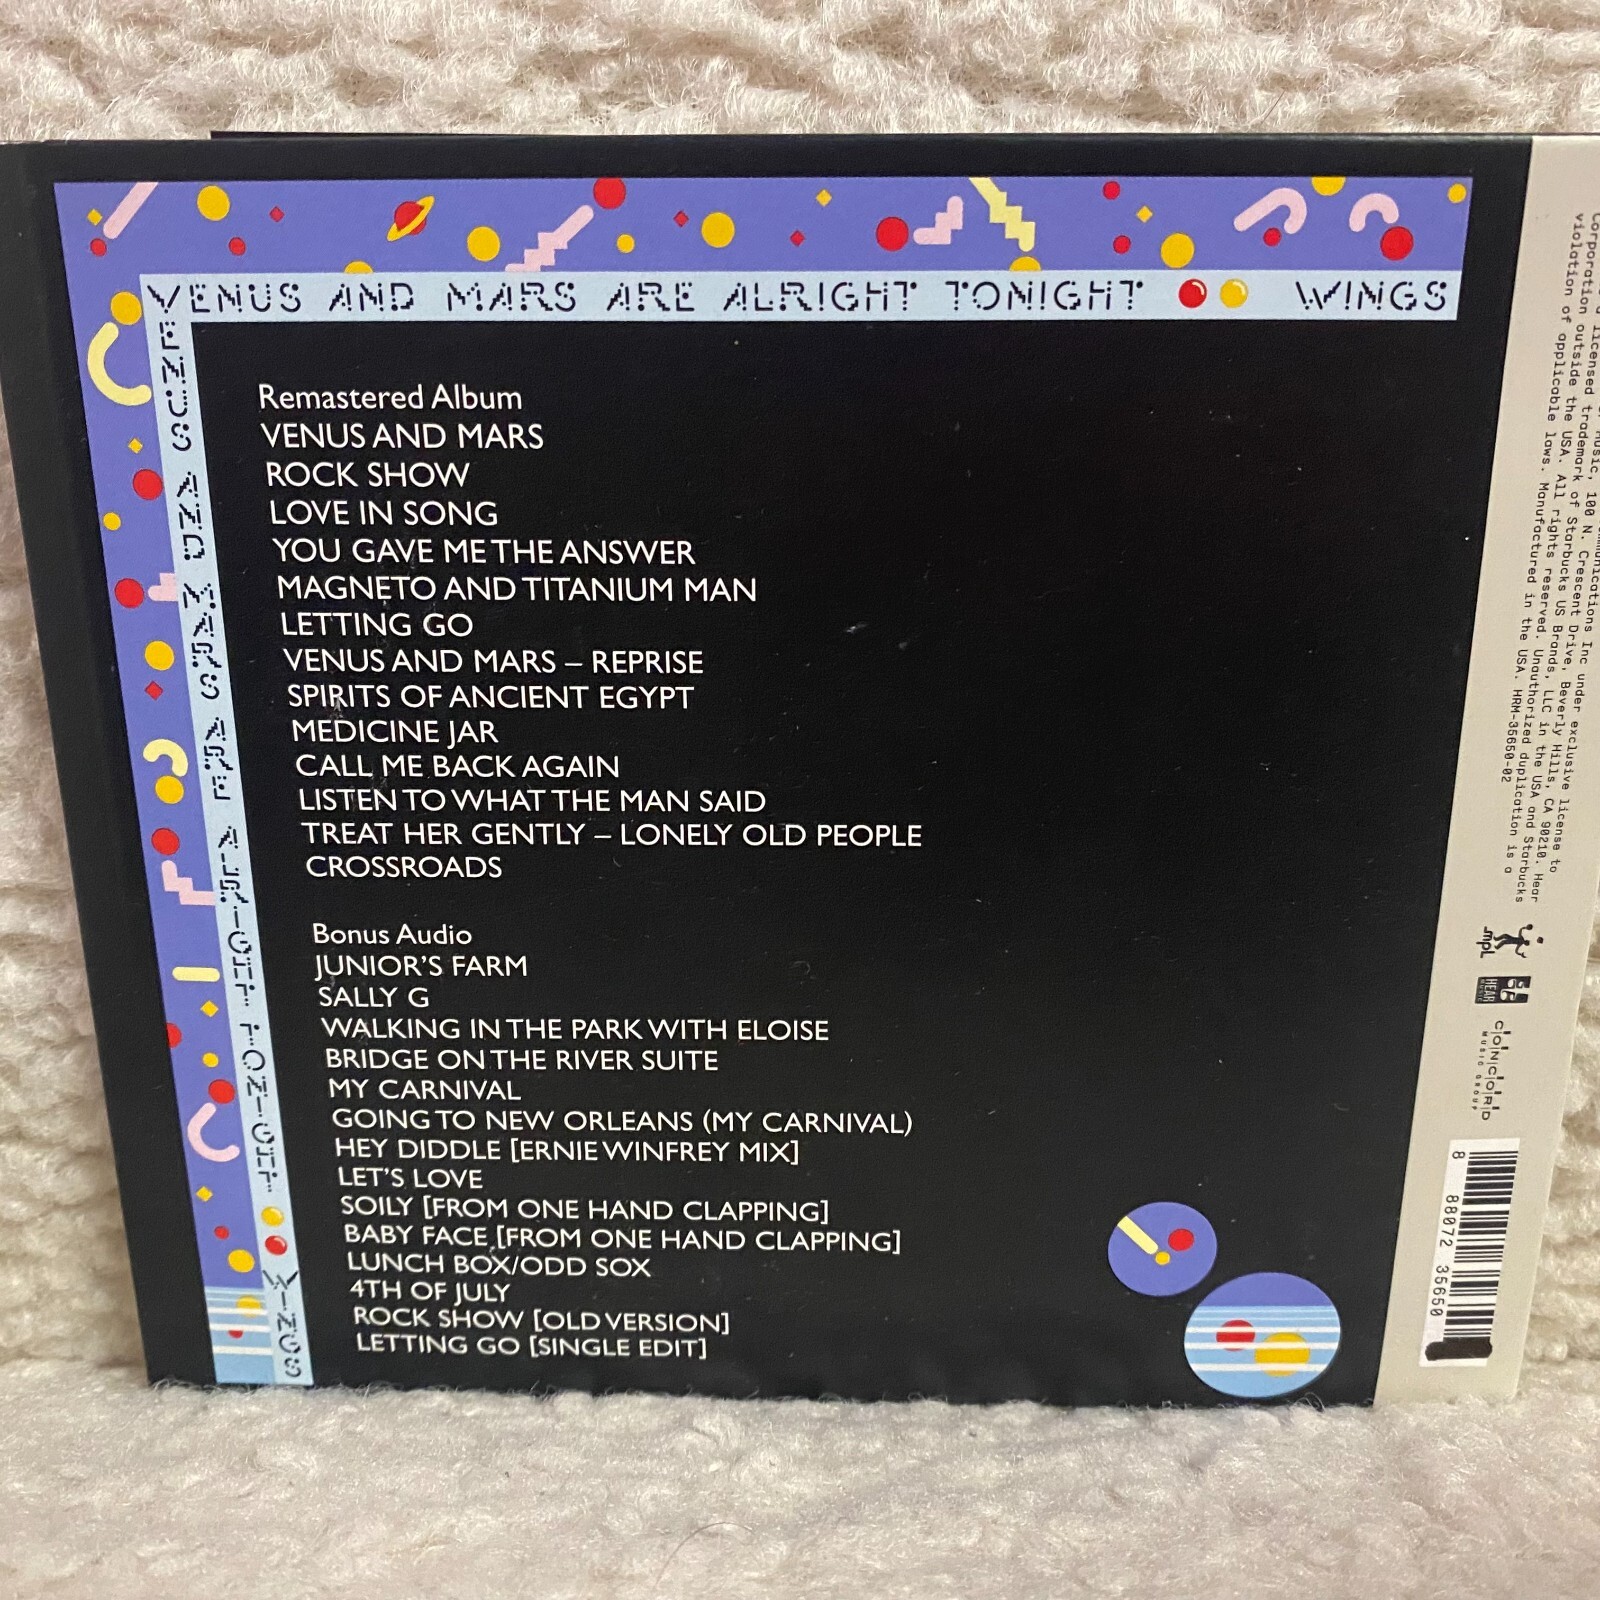 VENUS AND MARS ARE ALRIGHT TONIGHT WINGS
VENUS AND MARS ARE ALRIGHT TONIGHT WINGS
Remastered Album
VENUS AND MARS
ROCK SHOW
LOVE IN SONG
YOU GAVE ME THE ANSWER
MAGNETO AND TITANIUM MAN
LETTING GO
VENUS AND MARS – REPRISE
SPIRITS OF ANCIENT EGYPT
MEDICINE JAR
CALL ME BACK AGAIN
LISTEN TO WHAT THE MAN SAID
TREAT HER GENTLY – LONELY OLD PEOPLE
CROSSROADS
Bonus Audio
JUNIOR'S FARM
SALLY G
WALKING IN THE PARK WITH ELOISE
BRIDGE ON THE RIVER SUITE
MY CARNIVAL
GOING TO NEW ORLEANS (MY CARNIVAL)
HEY DIDDLE [ERNIE WINFREY MIX]
LET'S LOVE
SOILY [FROM ONE HAND CLAPPING]
BABY FACE [FROM ONE HAND CLAPPING]
LUNCH BOX/ODD SOX
4TH OF JULY
ROCK SHOW [OLD VERSION]
LETTING GO [SINGLE EDIT]
Inc under exclusive license to
Music, 100 N. Crescent Drive, Beverly Hills, CA 90210. Hear
licensed trademark of Starbucks US Brands, LLC in the USA and Starbucks
Corporation outside the USA. All rights reserved. Unauthorized duplication is a
violation of applicable laws. Manufactured in the USA. HRM-35650-02
mpl
HEAR MUSIC
CONCORD
MUSIC GROUP
8 88072 35650